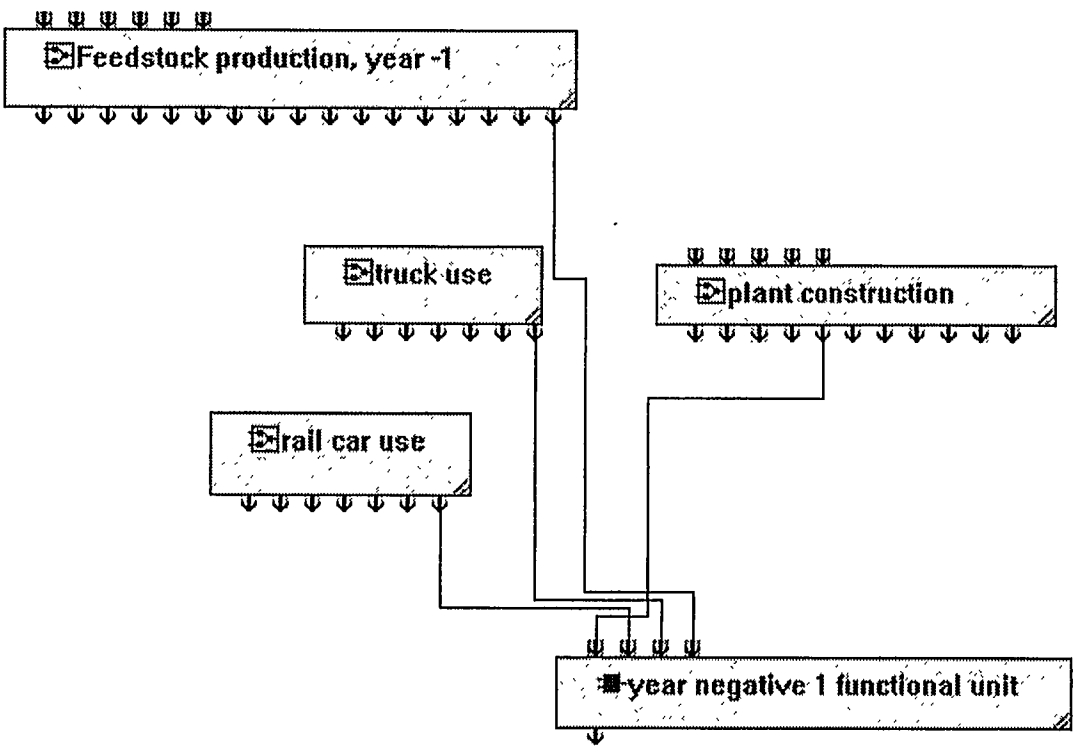 Feedstock production, year -1
truck use
plant construction
rail car use
year negative 1 functional unit